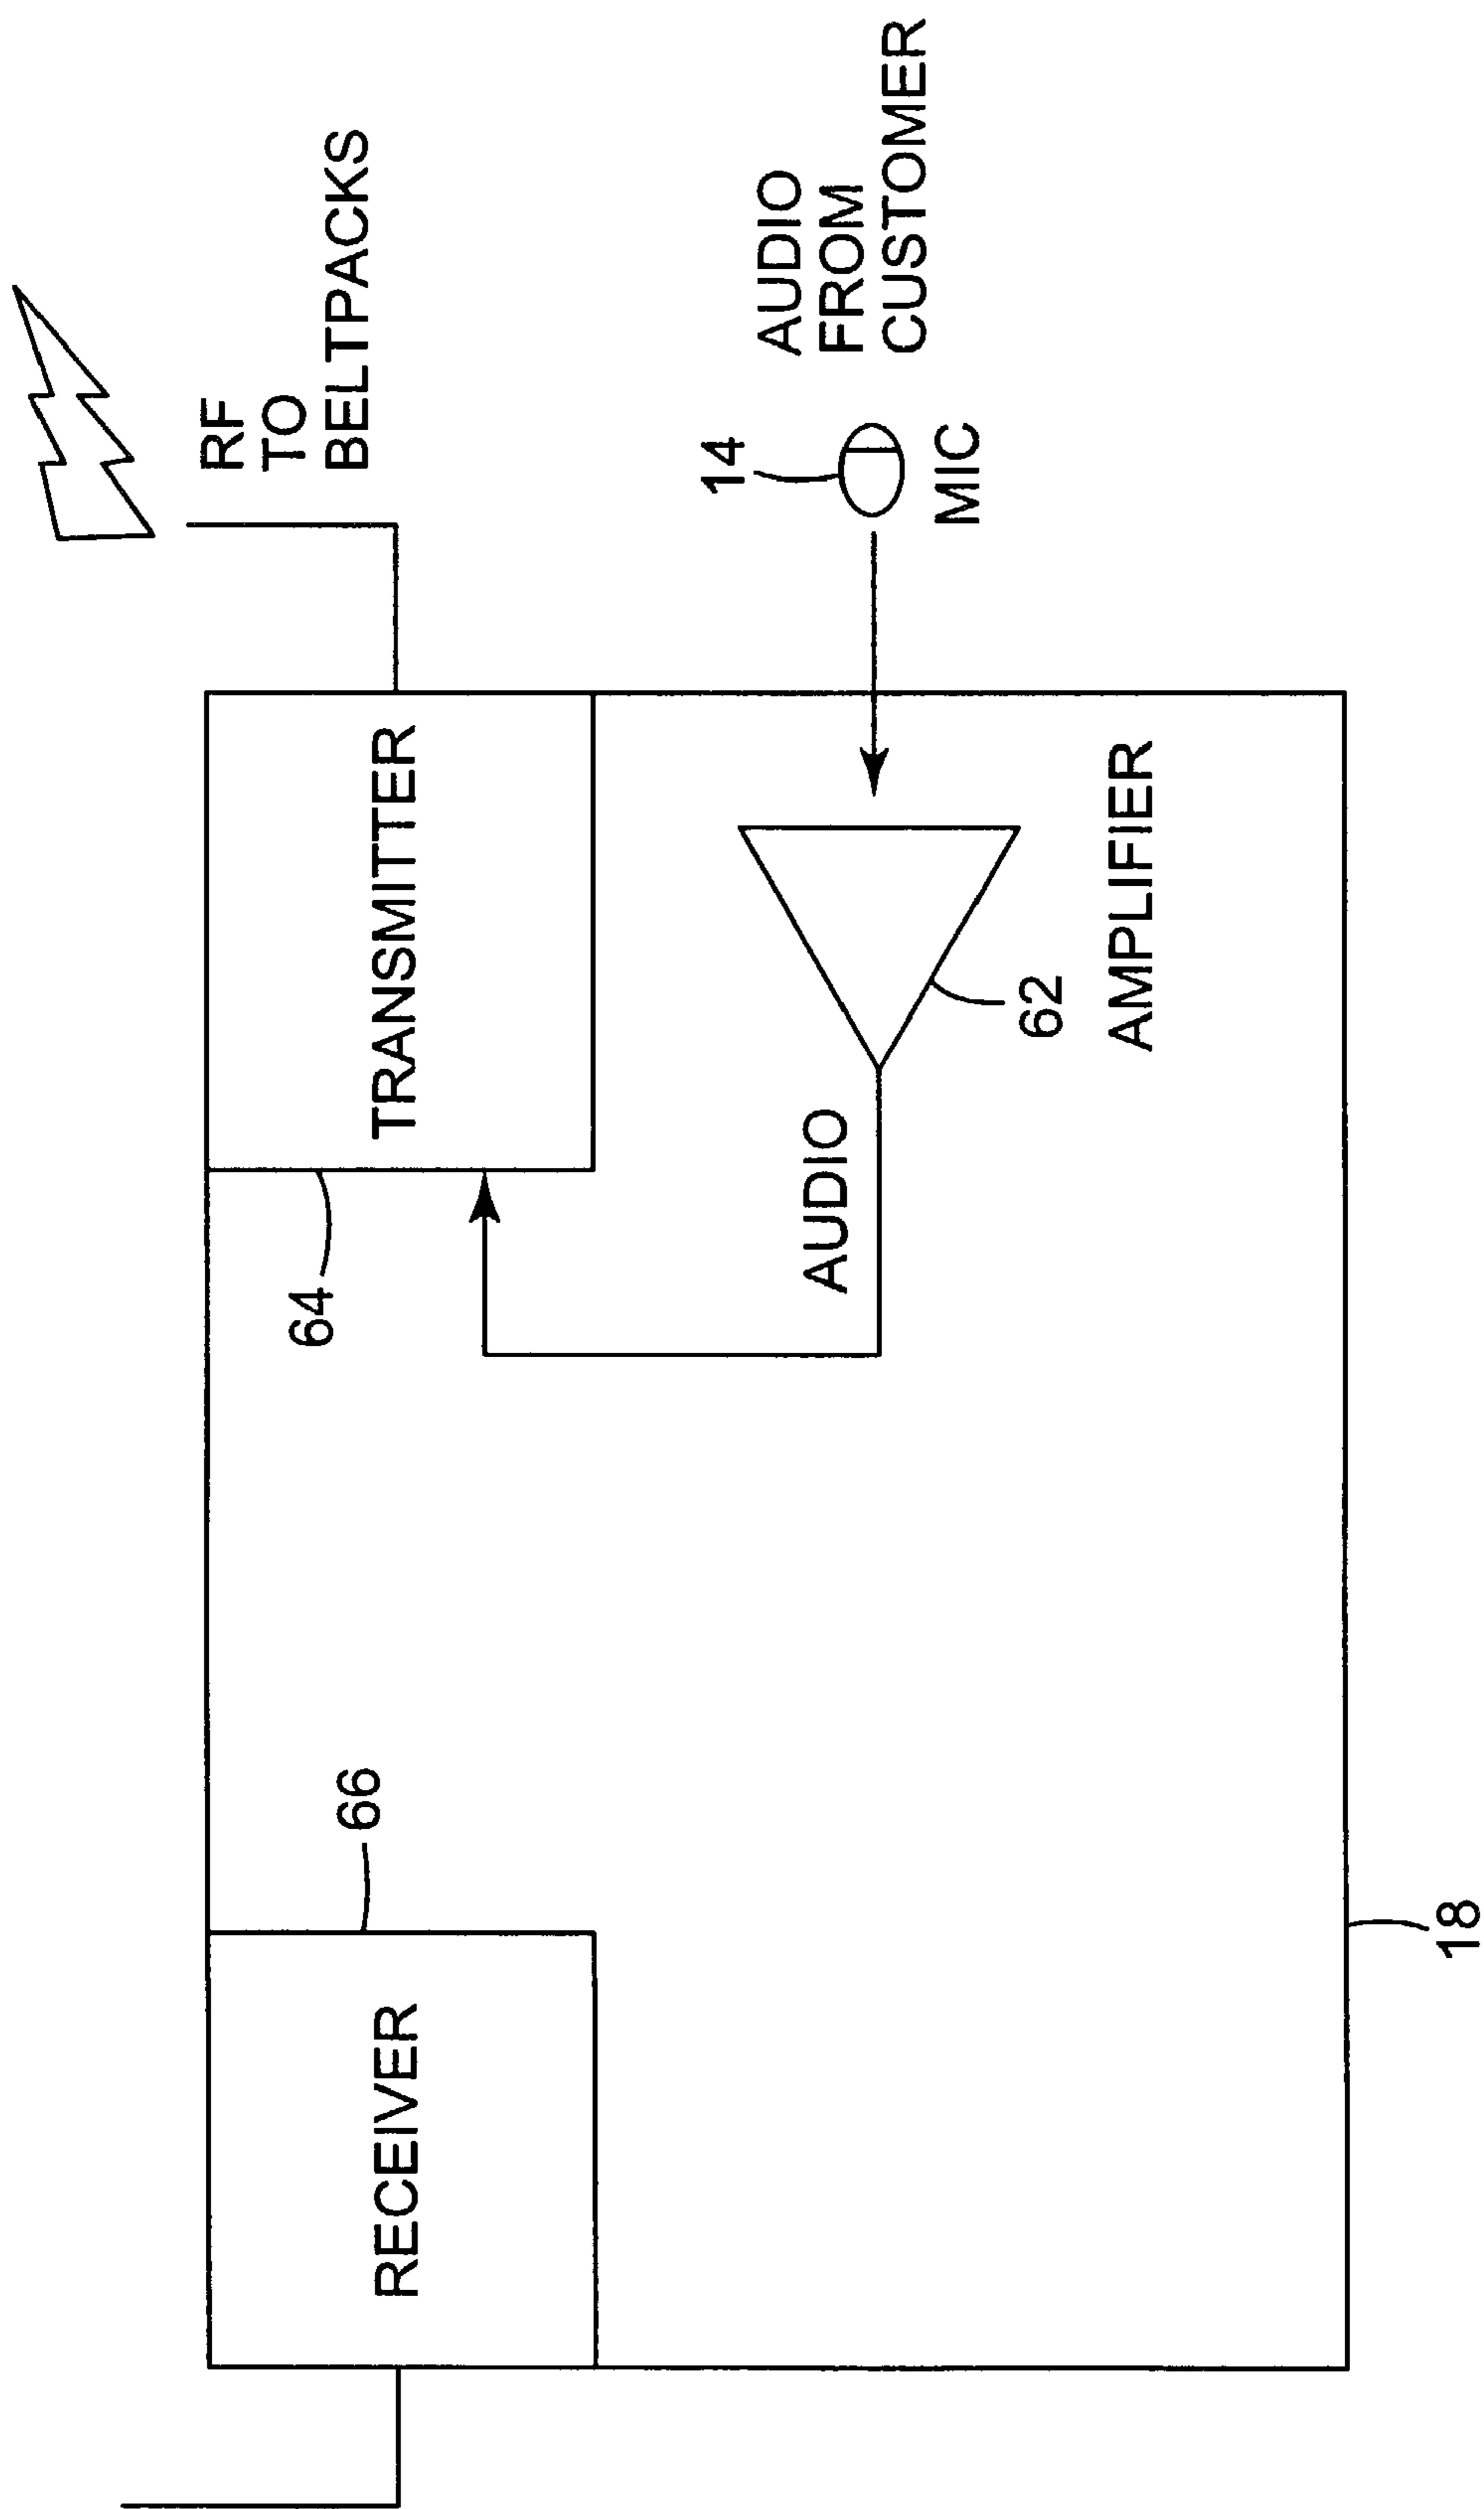 RF
TO
BELTPACKS
14
AUDIO
FROM
CUSTOMER
MIC
TRANSMITTER
64
AUDIO
62
AMPLIFIER
66
RECEIVER
18